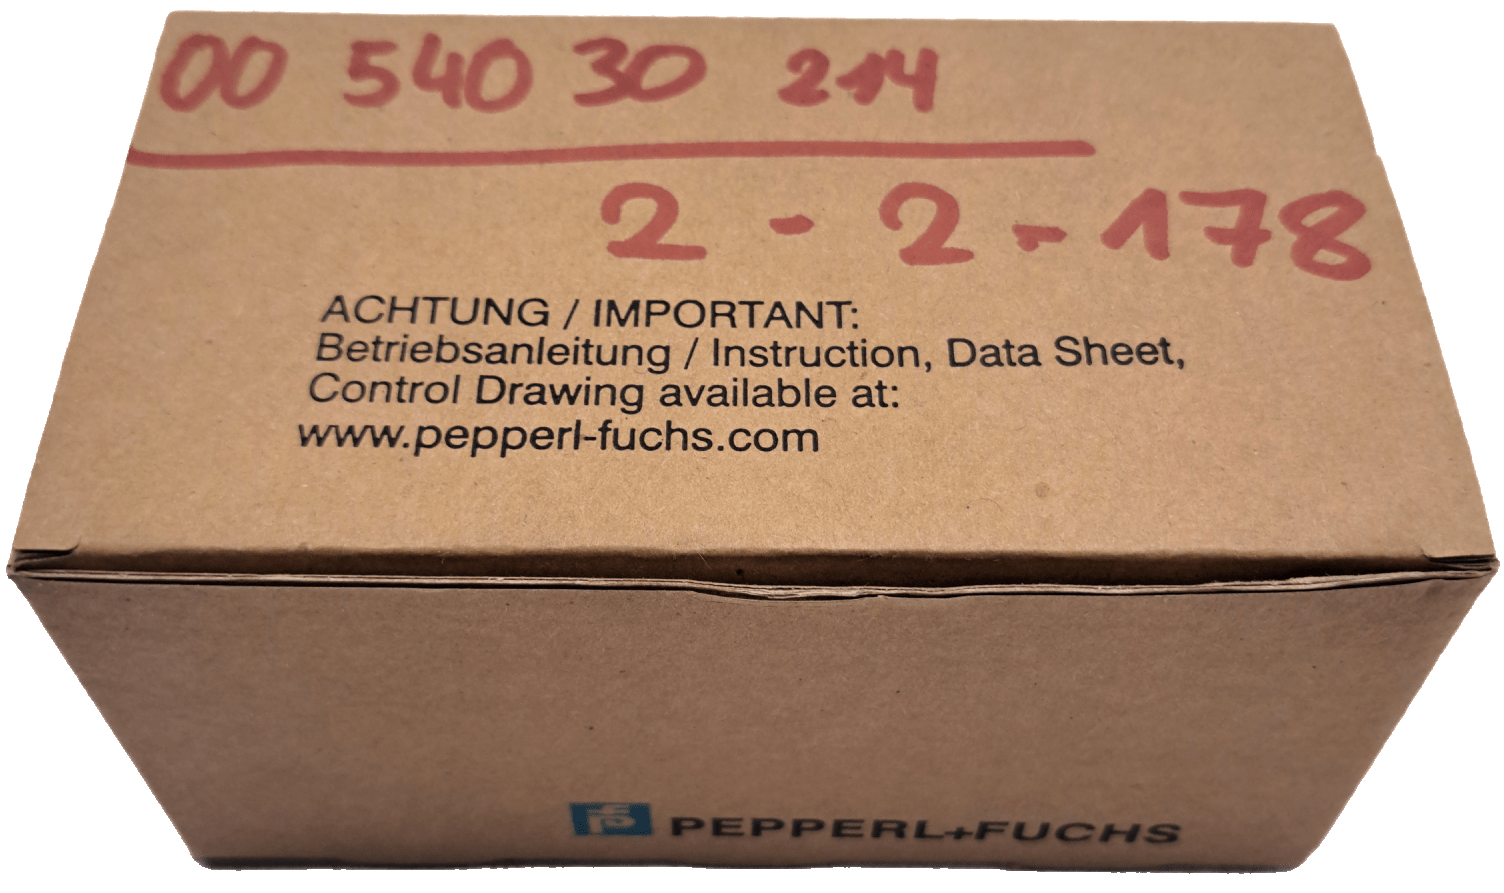 00 540 30 214
2 - 2 - 178
ACHTUNG / IMPORTANT:
Betriebsanleitung / Instruction, Data Sheet,
Control Drawing available at:
www.pepperl-fuchs.com
PEPPERL+FUCHS